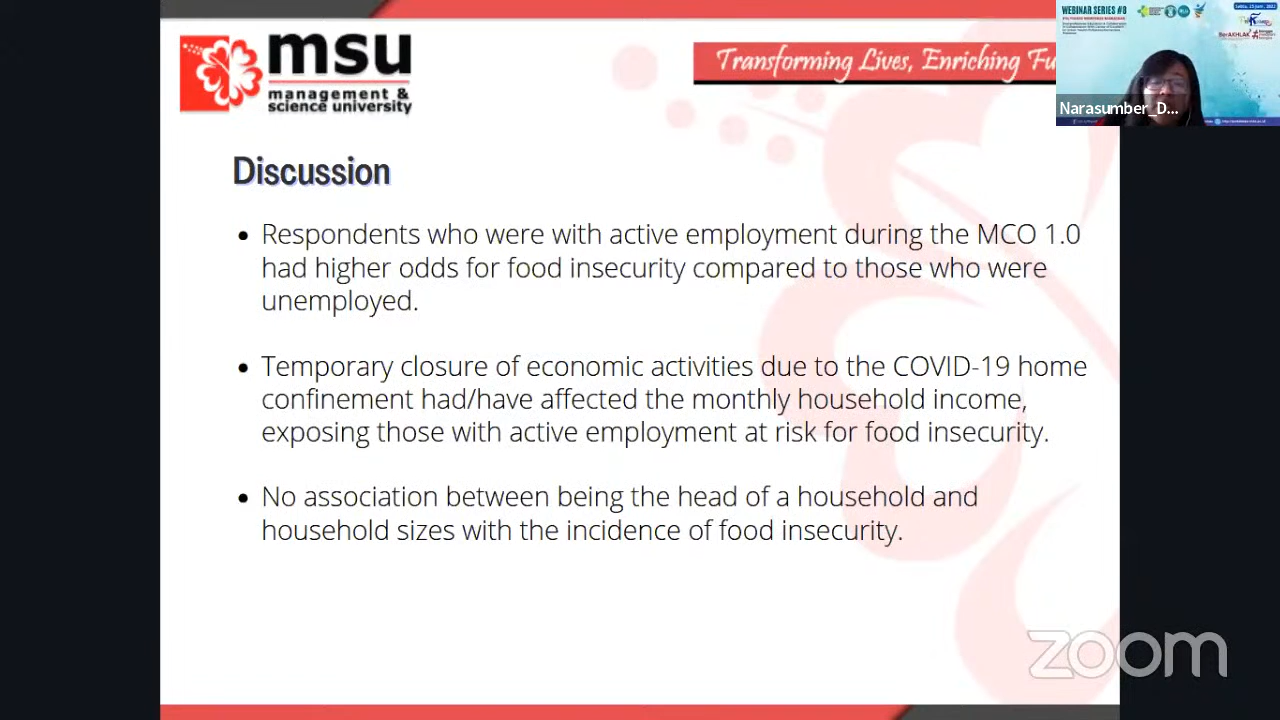 msu
management &
science university
Transforming Lives, Enriching Fu
WEBINAR SERIES #8
BerAKHLAK
Narasumber_D...
Discussion
• Respondents who were with active employment during the MCO 1.0
had higher odds for food insecurity compared to those who were
unemployed.
• Temporary closure of economic activities due to the COVID-19 home
confinement had/have affected the monthly household income,
exposing those with active employment at risk for food insecurity.
• No association between being the head of a household and
household sizes with the incidence of food insecurity.
zoom